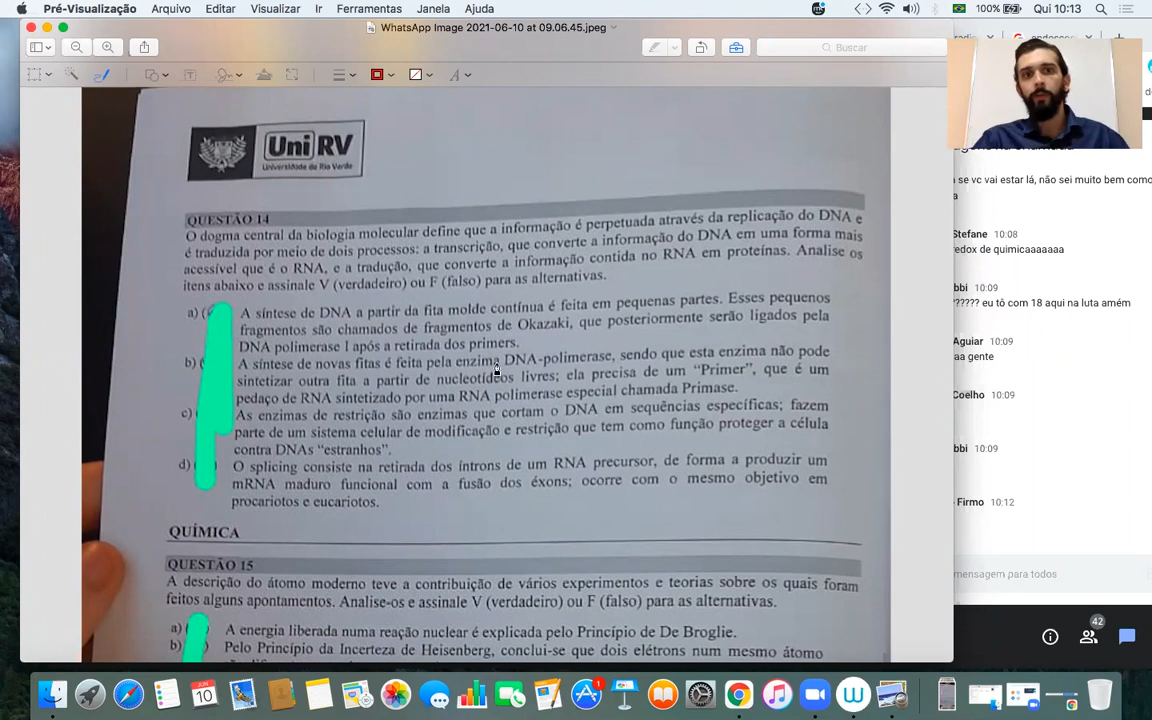 Pré-Visualização Arquivo Editar Visualizar Ir Ferramentas Janela Ajuda 100% Qui 10:13
WhatsApp Image 2021-06-10 at 09.06.45.jpeg
Buscar
Uni RV
Universidade de Rio Verde
QUESTÃO 14
O dogma central da biologia molecular define que a informação é perpetuada através da replicação do DNA e
é traduzida por meio de dois processos: a transcrição, que converte a informação do DNA em uma forma mais
acessível que é o RNA, e a tradução, que converte a informação contida no RNA em proteínas. Analise os
itens abaixo e assinale V (verdadeiro) ou F (falso) para as alternativas.
a) ( A síntese de DNA a partir da fita molde contínua é feita em pequenas partes. Esses pequenos
fragmentos são chamados de fragmentos de Okazaki, que posteriormente serão ligados pela
DNA polimerase I após a retirada dos primers.
b) ( A síntese de novas fitas é feita pela enzima DNA-polimerase, sendo que esta enzima não pode
sintetizar outra fita a partir de nucleotídeos livres; ela precisa de um “Primer”, que é um
pedaço de RNA sintetizado por uma RNA polimerase especial chamada Primase.
c) As enzimas de restrição são enzimas que cortam o DNA em sequências específicas; fazem
parte de um sistema celular de modificação e restrição que tem como função proteger a célula
contra DNAs “estranhos”.
d) ( ) O splicing consiste na retirada dos íntrons de um RNA precursor, de forma a produzir um
mRNA maduro funcional com a fusão dos éxons; ocorre com o mesmo objetivo em
procariotos e eucariotos.
QUÍMICA
QUESTÃO 15
A descrição do átomo moderno teve a contribuição de vários experimentos e teorias sobre os quais foram
feitos alguns apontamentos. Analise-os e assinale V (verdadeiro) ou F (falso) para as alternativas.
a) ( A energia liberada numa reação nuclear é explicada pelo Princípio de De Broglie.
b) ( ) Pelo Princípio da Incerteza de Heisenberg, conclui-se que dois elétrons num mesmo átomo
a se vc vai estar lá, não sei muito bem como
Stefane 10:08
redox de quimicaaaaaaa
bbi 10:09
?????? eu tô com 18 aqui na luta amém
Aguiar 10:09
aa gente
Coelho 10:09
bbi 10:09
Firmo 10:12
mensagem para todos
42
10
1